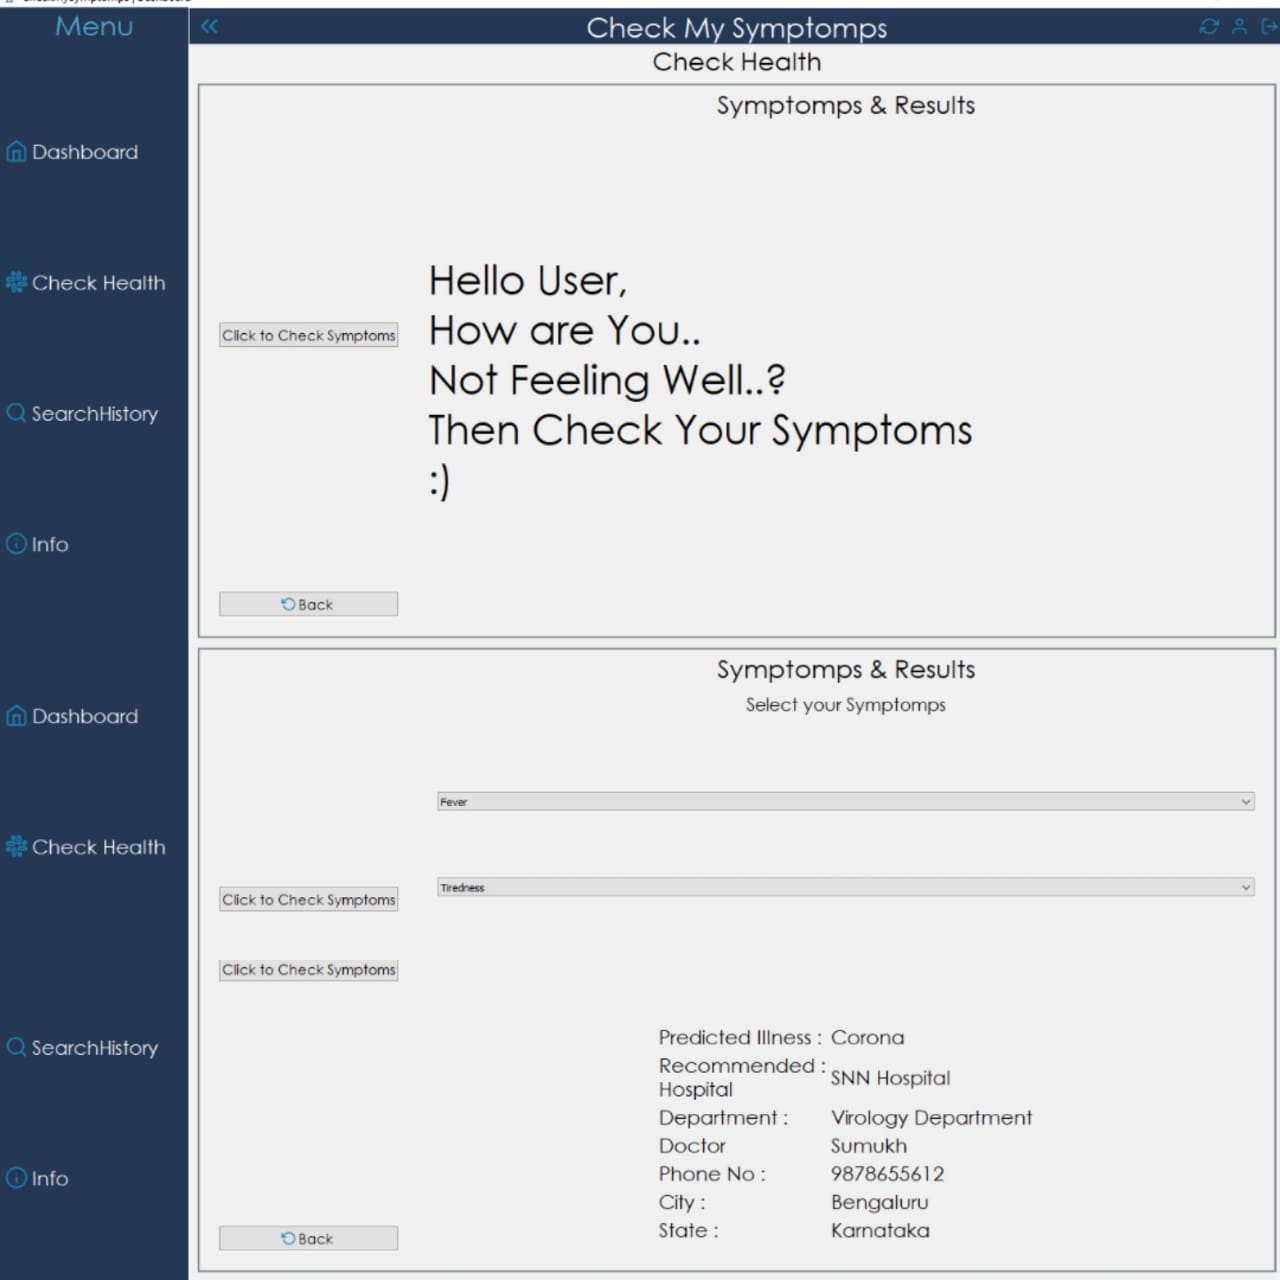 Menu
Check My Symptomps
Check Health
Symptomps & Results
Dashboard
Check Health
SearchHistory
Info
Click to Check Symptoms
Hello User,
How are You..
Not Feeling Well..?
Then Check Your Symptoms
:)
Back
Symptomps & Results
Select your Symptomps
Dashboard
Check Health
SearchHistory
Info
Fever
Tiredness
Click to Check Symptoms
Click to Check Symptoms
Predicted Illness : Corona
Recommended : 
Hospital SNN Hospital
Department : Virology Department
Doctor Sumukh
Phone No : 9878655612
City : Bengaluru
State : Karnataka
Back